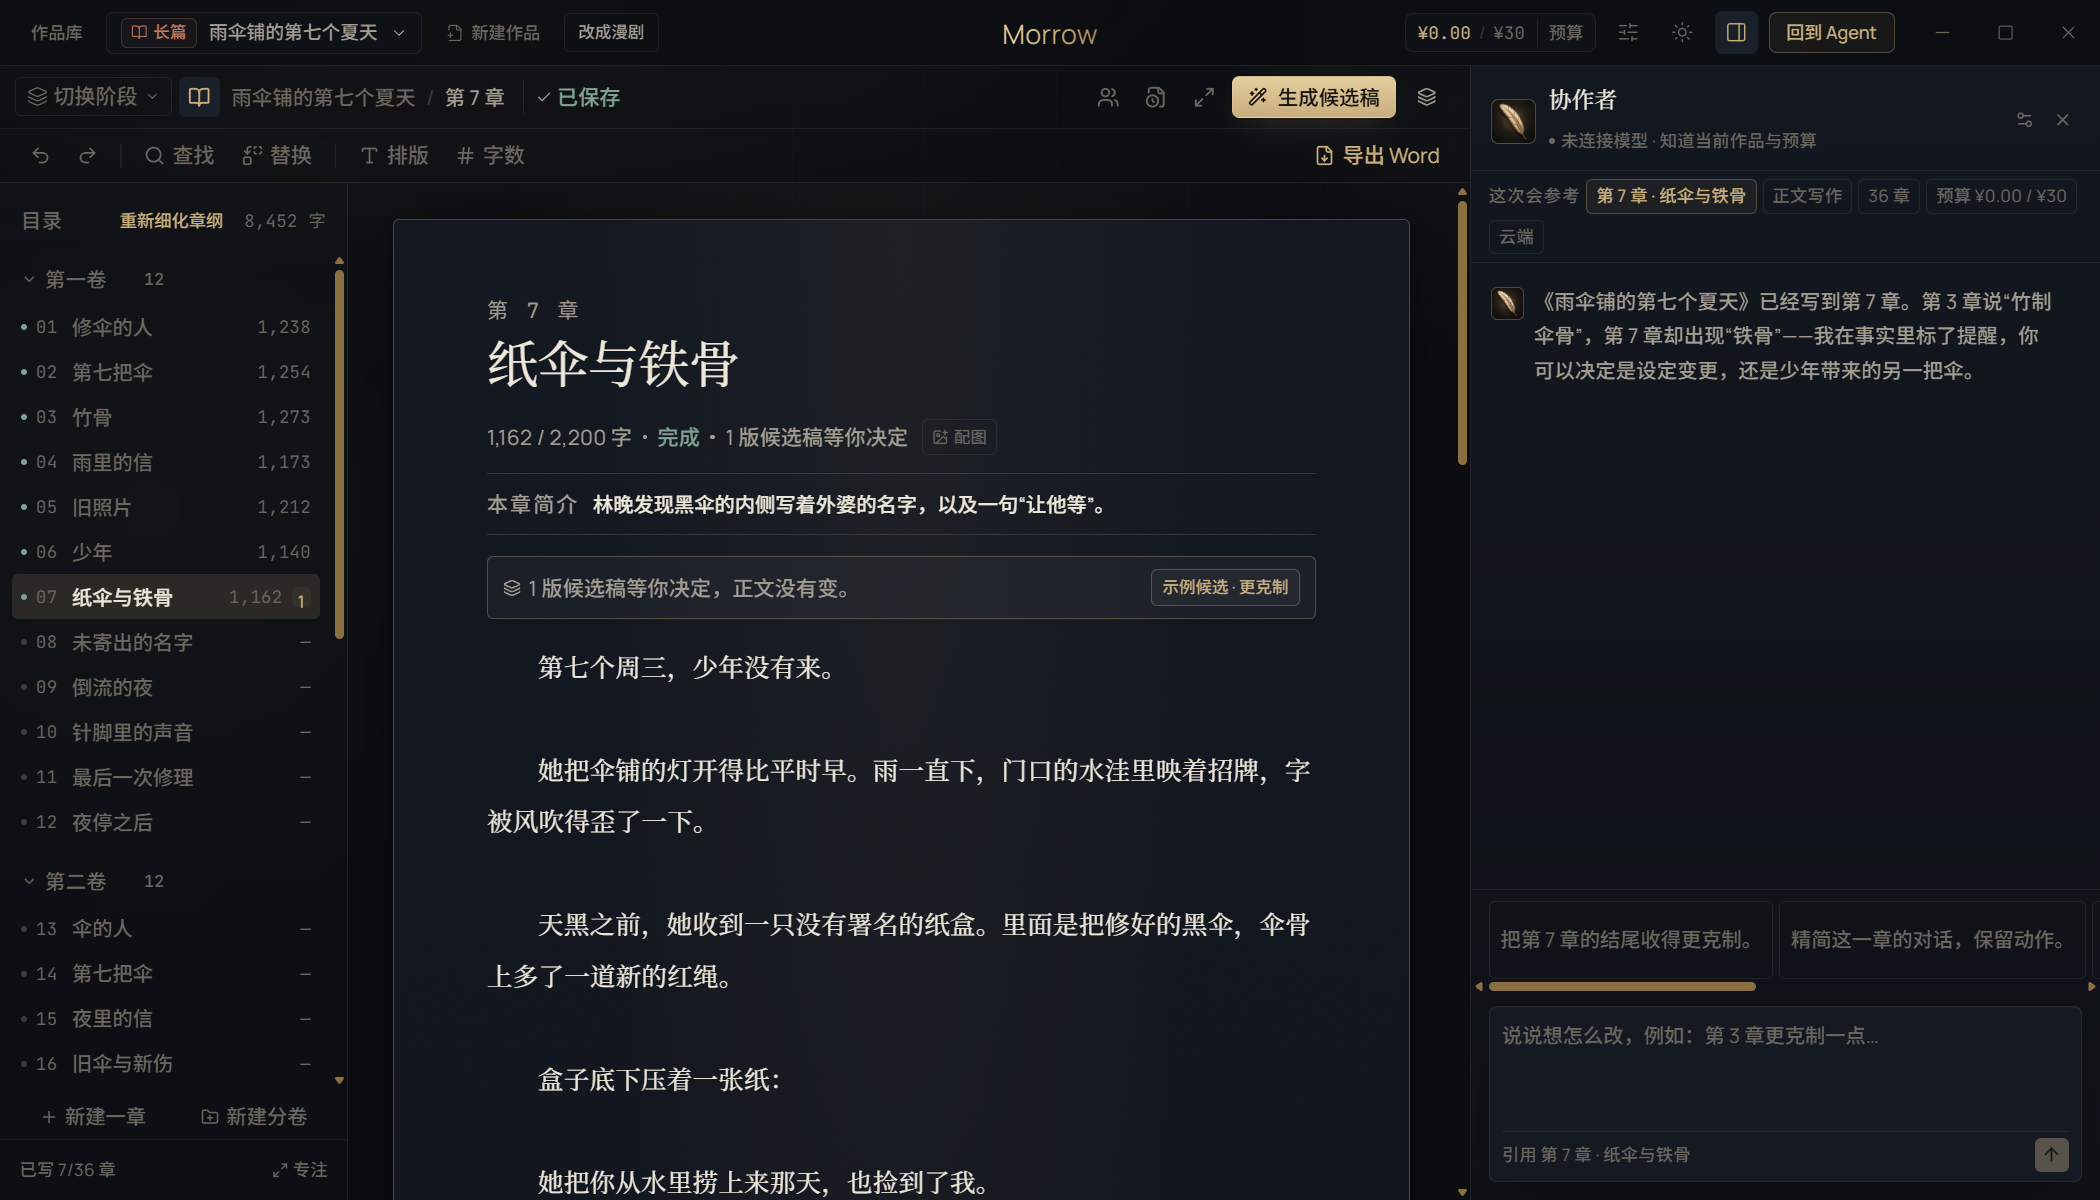 作品库 长篇 雨伞铺的第七个夏天 新建作品 改成漫剧 Morrow ¥0.00 / ¥30 预算 回到 Agent
切换阶段 雨伞铺的第七个夏天 / 第 7 章 已保存 生成候选稿
查找 替换 排版 字数 导出 Word
目录 重新细化章纲 8,452 字
第一卷 12
01 修伞的人 1,238
02 第七把伞 1,254
03 竹骨 1,273
04 雨里的信 1,173
05 旧照片 1,212
06 少年 1,140
07 纸伞与铁骨 1,162 1
08 未寄出的名字 –
09 倒流的夜 –
10 针脚里的声音 –
11 最后一次修理 –
12 夜停之后 –
第二卷 12
13 伞的人 –
14 第七把伞 –
15 夜里的信 –
16 旧伞与新伤 –
新建一章 新建分卷
已写 7/36 章 专注
第 7 章
纸伞与铁骨
1,162 / 2,200 字 · 完成 · 1 版候选稿等你决定 配图
本章简介 林晚发现黑伞的内侧写着外婆的名字，以及一句“让他等”。
1 版候选稿等你决定，正文没有变。 示例候选 · 更克制
第七个周三，少年没有来。
她把伞铺的灯开得比平时早。雨一直下，门口的水洼里映着招牌，字
被风吹得歪了一下。
天黑之前，她收到一只没有署名的纸盒。里面是把修好的黑伞，伞骨
上多了一道新的红绳。
盒子底下压着一张纸：
她把你从水里捞上来那天，也捡到了我。
协作者
未连接模型 · 知道当前作品与预算
这次会参考 第 7 章 · 纸伞与铁骨 正文写作 36 章 预算 ¥0.00 / ¥30
云端
《雨伞铺的第七个夏天》已经写到第 7 章。第 3 章说“竹制
伞骨”，第 7 章却出现“铁骨”——我在事实里标了提醒，你
可以决定是设定变更，还是少年带来的另一把伞。
把第 7 章的结尾收得更克制。 精简这一章的对话，保留动作。
说说想怎么改，例如：第 3 章更克制一点…
引用 第 7 章 · 纸伞与铁骨